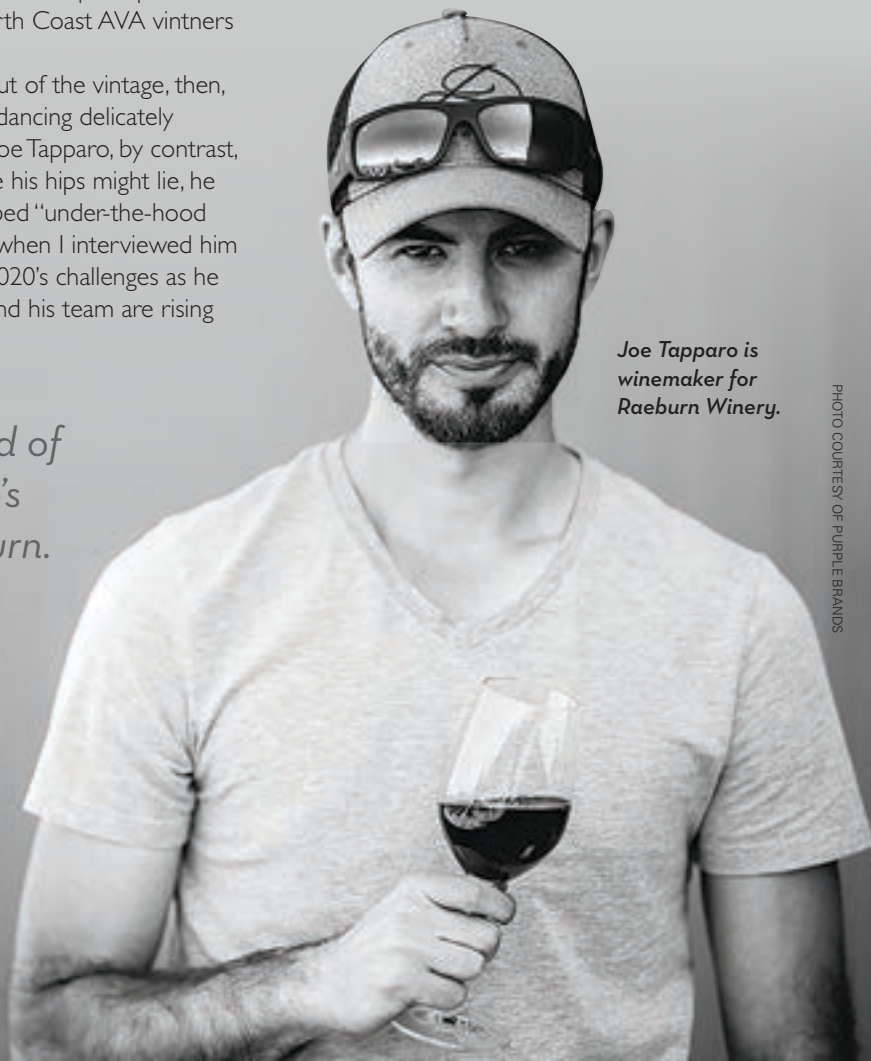 rth Coast AVA vintners
ut of the vintage, then,
dancing delicately
oe Tapparo, by contrast,
e his hips might lie, he
bed “under-the-hood
when I interviewed him
020’s challenges as he
nd his team are rising
d of
’s
urn.
Joe Tapparo is
winemaker for
Raeburn Winery.
PHOTO COURTESY OF PURPLE BRANDS